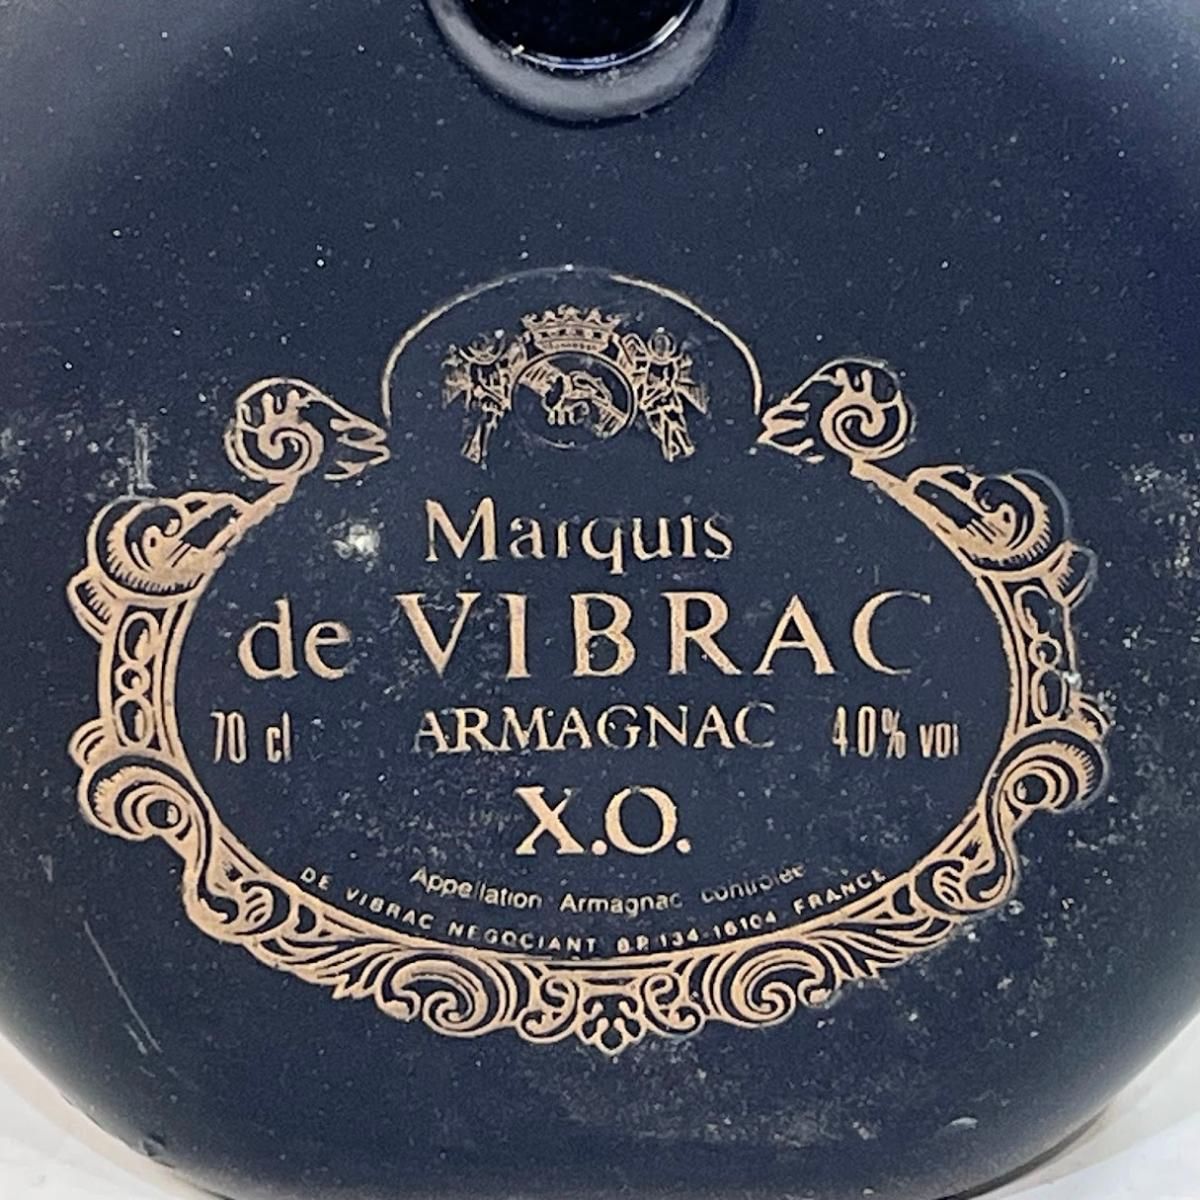 Marquis
de VIBRAC
70 cl ARMAGNAC 40% vol
X.O.
Appellation Armagnac contrôlée
DE VIBRAC NEGOCIANT B.P. 134-16104 FRANCE